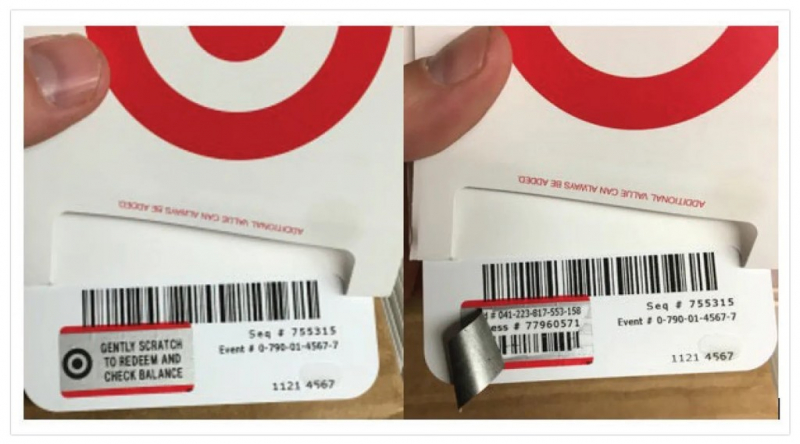 ADDITIONAL VALUE CAN ALWAYS BE ADDED.
Seq # 755315
Event # 0-790-01-4567-7
GENTLY SCRATCH
TO REDEEM AND
CHECK BALANCE
1121 4567
ADDITIONAL VALUE CAN ALWAYS BE ADDED.
# 041-223-817-553-158
# 77960571
Seq # 755315
Event # 0-790-01-4567-7
1121 4567